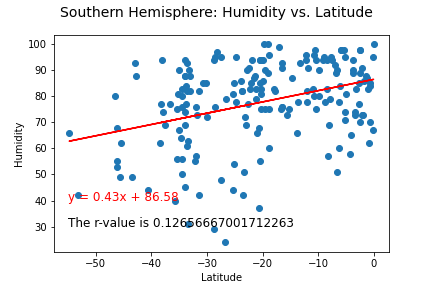 Southern Hemisphere: Humidity vs. Latitude
100
90
80
70
60
50
40
30
Humidity
y = 0.43x + 86.58
The r-value is 0.12656667001712263
−50
−40
−30
−20
−10
0
Latitude